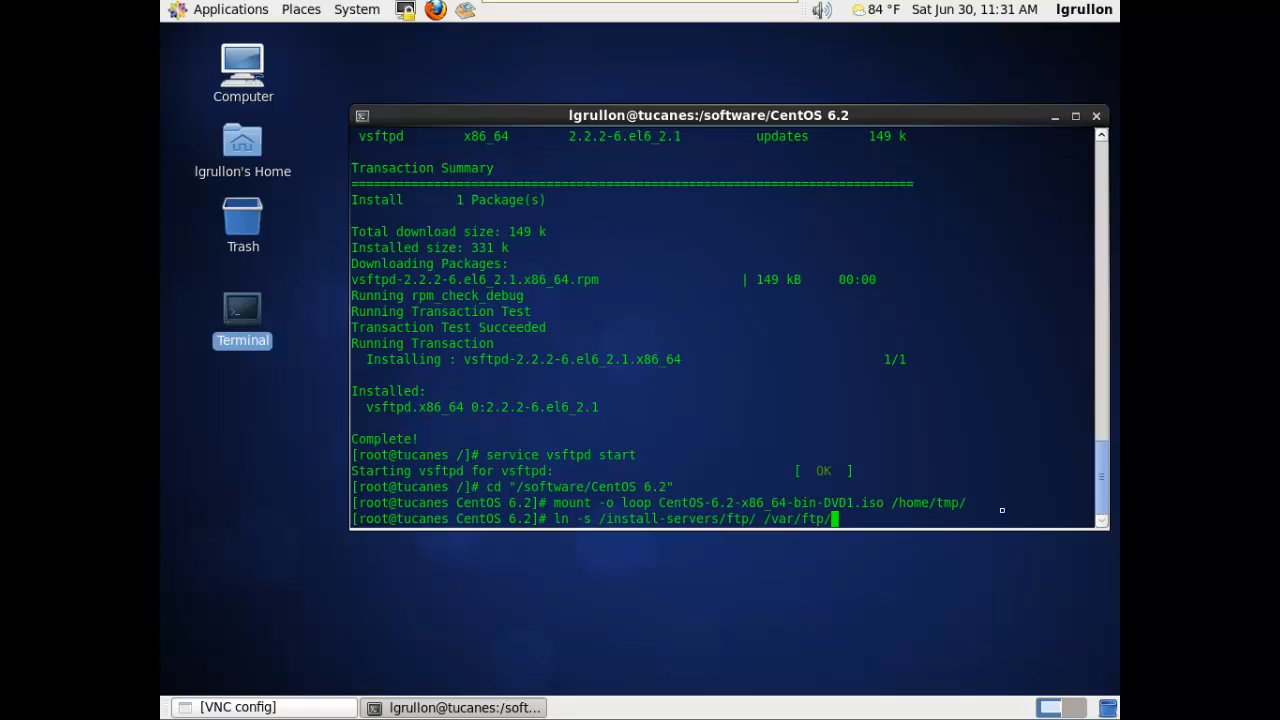 Applications Places System 84 °F Sat Jun 30, 11:31 AM lgrullon
Computer
lgrullon's Home
Trash
Terminal
lgrullon@tucanes:/software/CentOS 6.2
vsftpd x86_64 2.2.2-6.el6_2.1 updates 149 k
Transaction Summary
===========================================================================
Install 1 Package(s)
Total download size: 149 k
Installed size: 331 k
Downloading Packages:
vsftpd-2.2.2-6.el6_2.1.x86_64.rpm | 149 kB 00:00
Running rpm_check_debug
Running Transaction Test
Transaction Test Succeeded
Running Transaction
Installing : vsftpd-2.2.2-6.el6_2.1.x86_64 1/1
Installed:
vsftpd.x86_64 0:2.2.2-6.el6_2.1
Complete!
[root@tucanes /]# service vsftpd start
Starting vsftpd for vsftpd: [ OK ]
[root@tucanes /]# cd "/software/CentOS 6.2"
[root@tucanes CentOS 6.2]# mount -o loop CentOS-6.2-x86_64-bin-DVD1.iso /home/tmp/
[root@tucanes CentOS 6.2]# ln -s /install-servers/ftp/ /var/ftp/
[VNC config] lgrullon@tucanes:/soft...